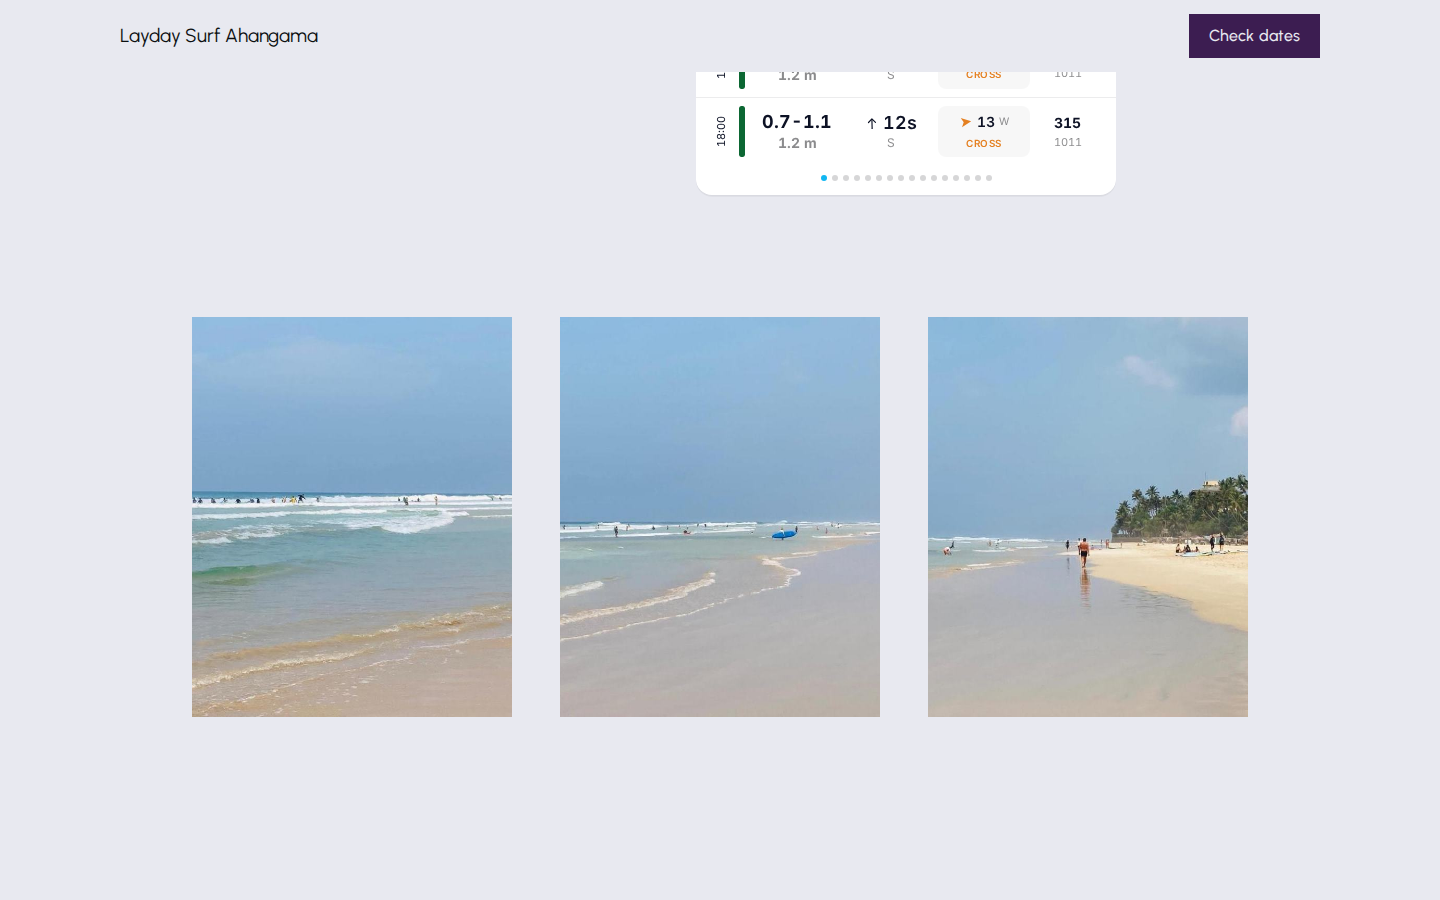 Layday Surf Ahangama
Check dates
1.2 m
S
CROSS
1011
18:00
0.7-1.1
1.2 m
↑ 12s
S
13 W
CROSS
315
1011